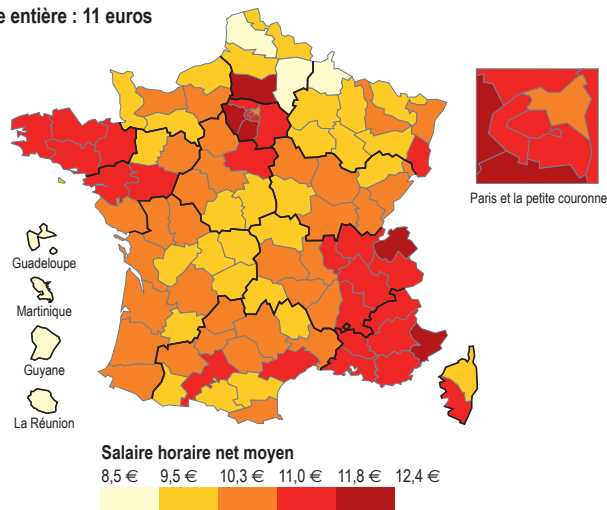 e entière : 11 euros
Paris et la petite couronne
Guadeloupe
Martinique
Guyane
La Réunion
Salaire horaire net moyen
8,5 € 9,5 € 10,3 € 11,0 € 11,8 € 12,4 €